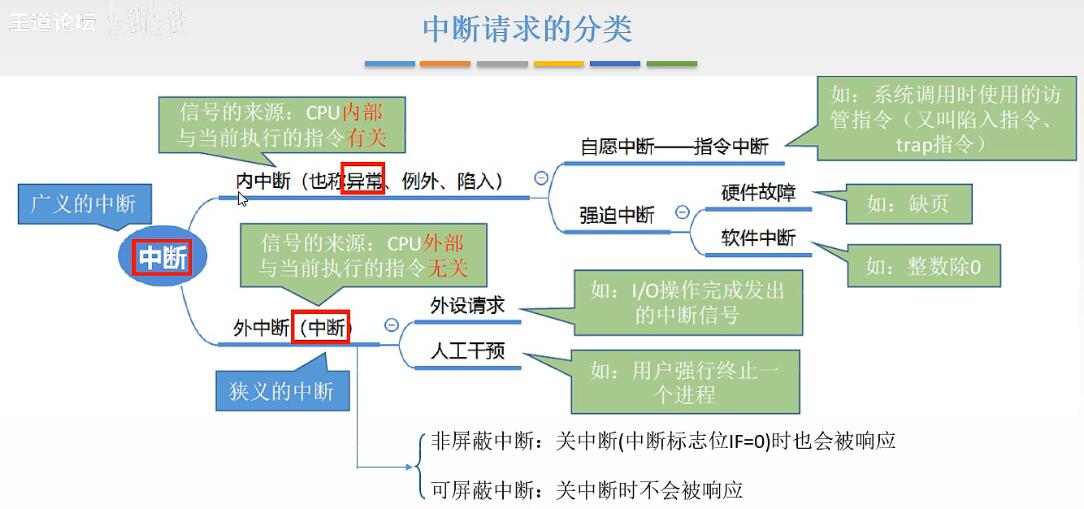 王道论坛
中断请求的分类
信号的来源：CPU内部
与当前执行的指令有关
如：系统调用时使用的访
管指令（又叫陷入指令、
trap指令）
自愿中断——指令中断
内中断（也称异常、例外、陷入）
广义的中断
强迫中断
硬件故障
如：缺页
软件中断
如：整数除0
中断
信号的来源：CPU外部
与当前执行的指令无关
外中断（中断）
外设请求
如：I/O操作完成发出
的中断信号
人工干预
如：用户强行终止一
个进程
狭义的中断
非屏蔽中断：关中断(中断标志位IF=0)时也会被响应
可屏蔽中断：关中断时不会被响应